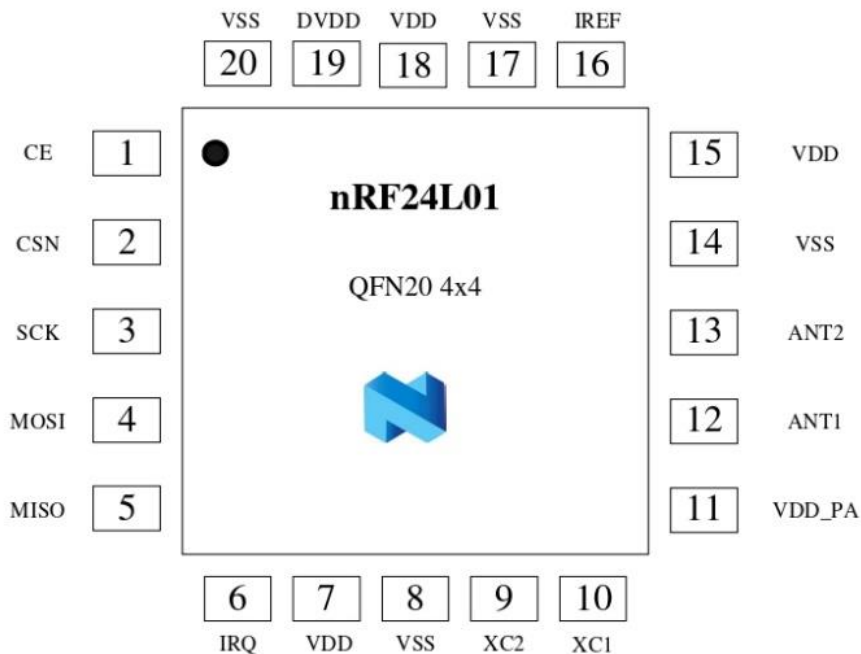 VSS DVDD VDD VSS IREF
20 19 18 17 16
CE 1 15 VDD
nRF24L01
CSN 2 14 VSS
QFN20 4x4
SCK 3 13 ANT2
MOSI 4 12 ANT1
MISO 5 11 VDD_PA
6 7 8 9 10
IRQ VDD VSS XC2 XC1